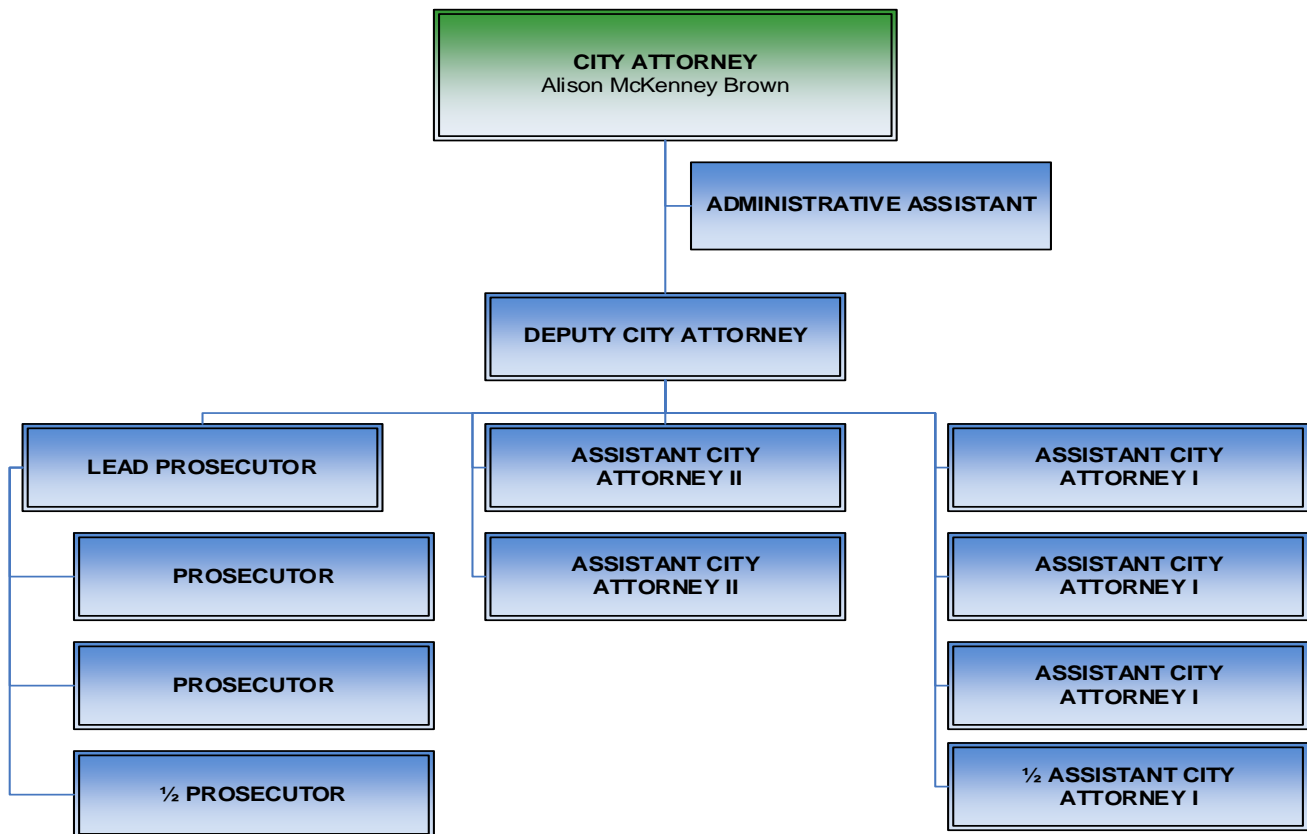 CITY ATTORNEY
Alison McKenney Brown
ADMINISTRATIVE ASSISTANT
DEPUTY CITY ATTORNEY
LEAD PROSECUTOR
PROSECUTOR
PROSECUTOR
½ PROSECUTOR
ASSISTANT CITY
ATTORNEY II
ASSISTANT CITY
ATTORNEY II
ASSISTANT CITY
ATTORNEY I
ASSISTANT CITY
ATTORNEY I
ASSISTANT CITY
ATTORNEY I
½ ASSISTANT CITY
ATTORNEY I